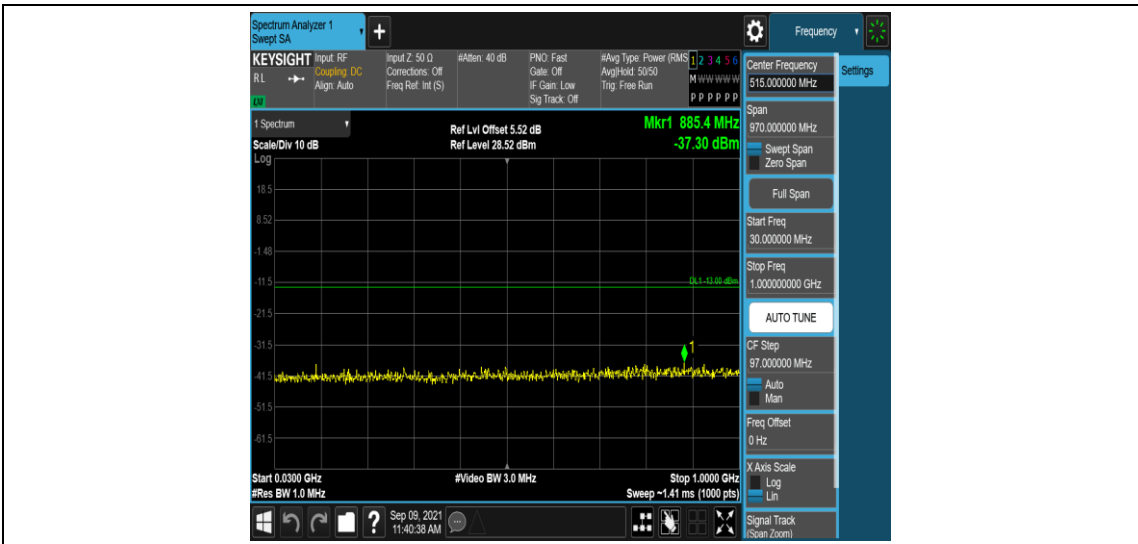 Spectrum Analyzer 1
Swept SA
+
Frequency
KEYSIGHT
RL
Input: RF
Coupling: DC
Align: Auto
Input Z: 50 Ω
Corrections: Off
Freq Ref: Int (S)
#Atten: 40 dB
PNO: Fast
Gate: Off
IF Gain: Low
Sig Track: Off
#Avg Type: Power (RMS
Avg|Hold: 50/50
Trig: Free Run
1 2 3 4 5 6
M W W W W W
P P P P P P
1 Spectrum
Scale/Div 10 dB
Ref Lvl Offset 5.52 dB
Ref Level 28.52 dBm
Mkr1 885.4 MHz
-37.30 dBm
Log
18.5
8.52
-1.48
-11.5
DL1 -13.00 dBm
-21.5
-31.5
1
-41.5
-51.5
-61.5
Start 0.0300 GHz
#Video BW 3.0 MHz
Stop 1.0000 GHz
#Res BW 1.0 MHz
Sweep ~1.41 ms (1000 pts)
?
Sep 09, 2021
11:40:38 AM
Center Frequency
515.000000 MHz
Settings
Span
970.000000 MHz
Swept Span
Zero Span
Full Span
Start Freq
30.000000 MHz
Stop Freq
1.000000000 GHz
AUTO TUNE
CF Step
97.000000 MHz
Auto
Man
Freq Offset
0 Hz
X Axis Scale
Log
Lin
Signal Track
(Span Zoom)